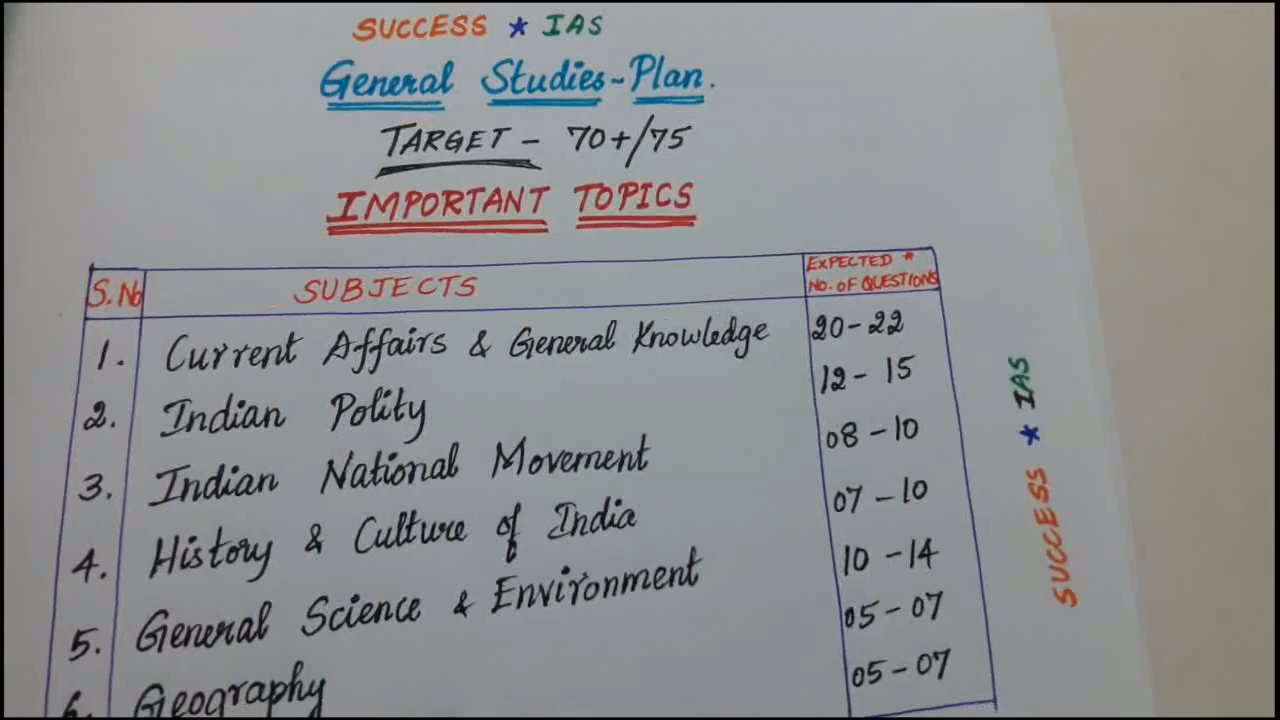 SUCCESS ★ IAS
General Studies-Plan.
TARGET - 70+/75
IMPORTANT TOPICS
S.No SUBJECTS EXPECTED * NO. OF QUESTIONS
1. Current Affairs & General Knowledge 20-22
2. Indian Polity 12-15
3. Indian National Movement 08-10
4. History & Culture of India 07-10
5. General Science & Environment 10-14
6. Geography 05-07
05-07
SUCCESS ★ IAS